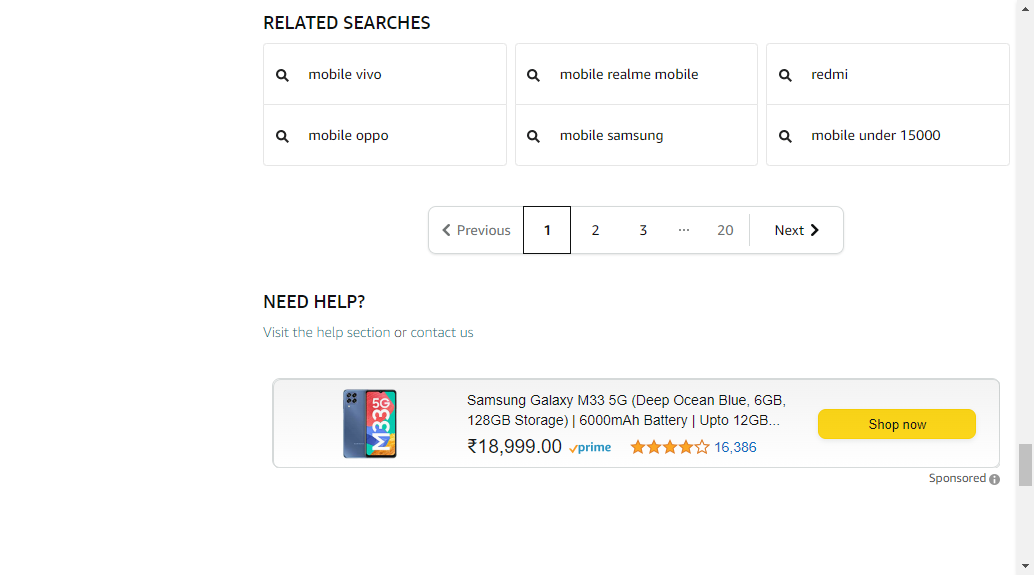 RELATED SEARCHES
mobile vivo
mobile realme mobile
redmi
mobile oppo
mobile samsung
mobile under 15000
Previous 1 2 3 ... 20 Next
NEED HELP?
Visit the help section or contact us
5G
M33
Samsung Galaxy M33 5G (Deep Ocean Blue, 6GB,
128GB Storage) | 6000mAh Battery | Upto 12GB...
₹18,999.00 prime 16,386
Shop now
Sponsored